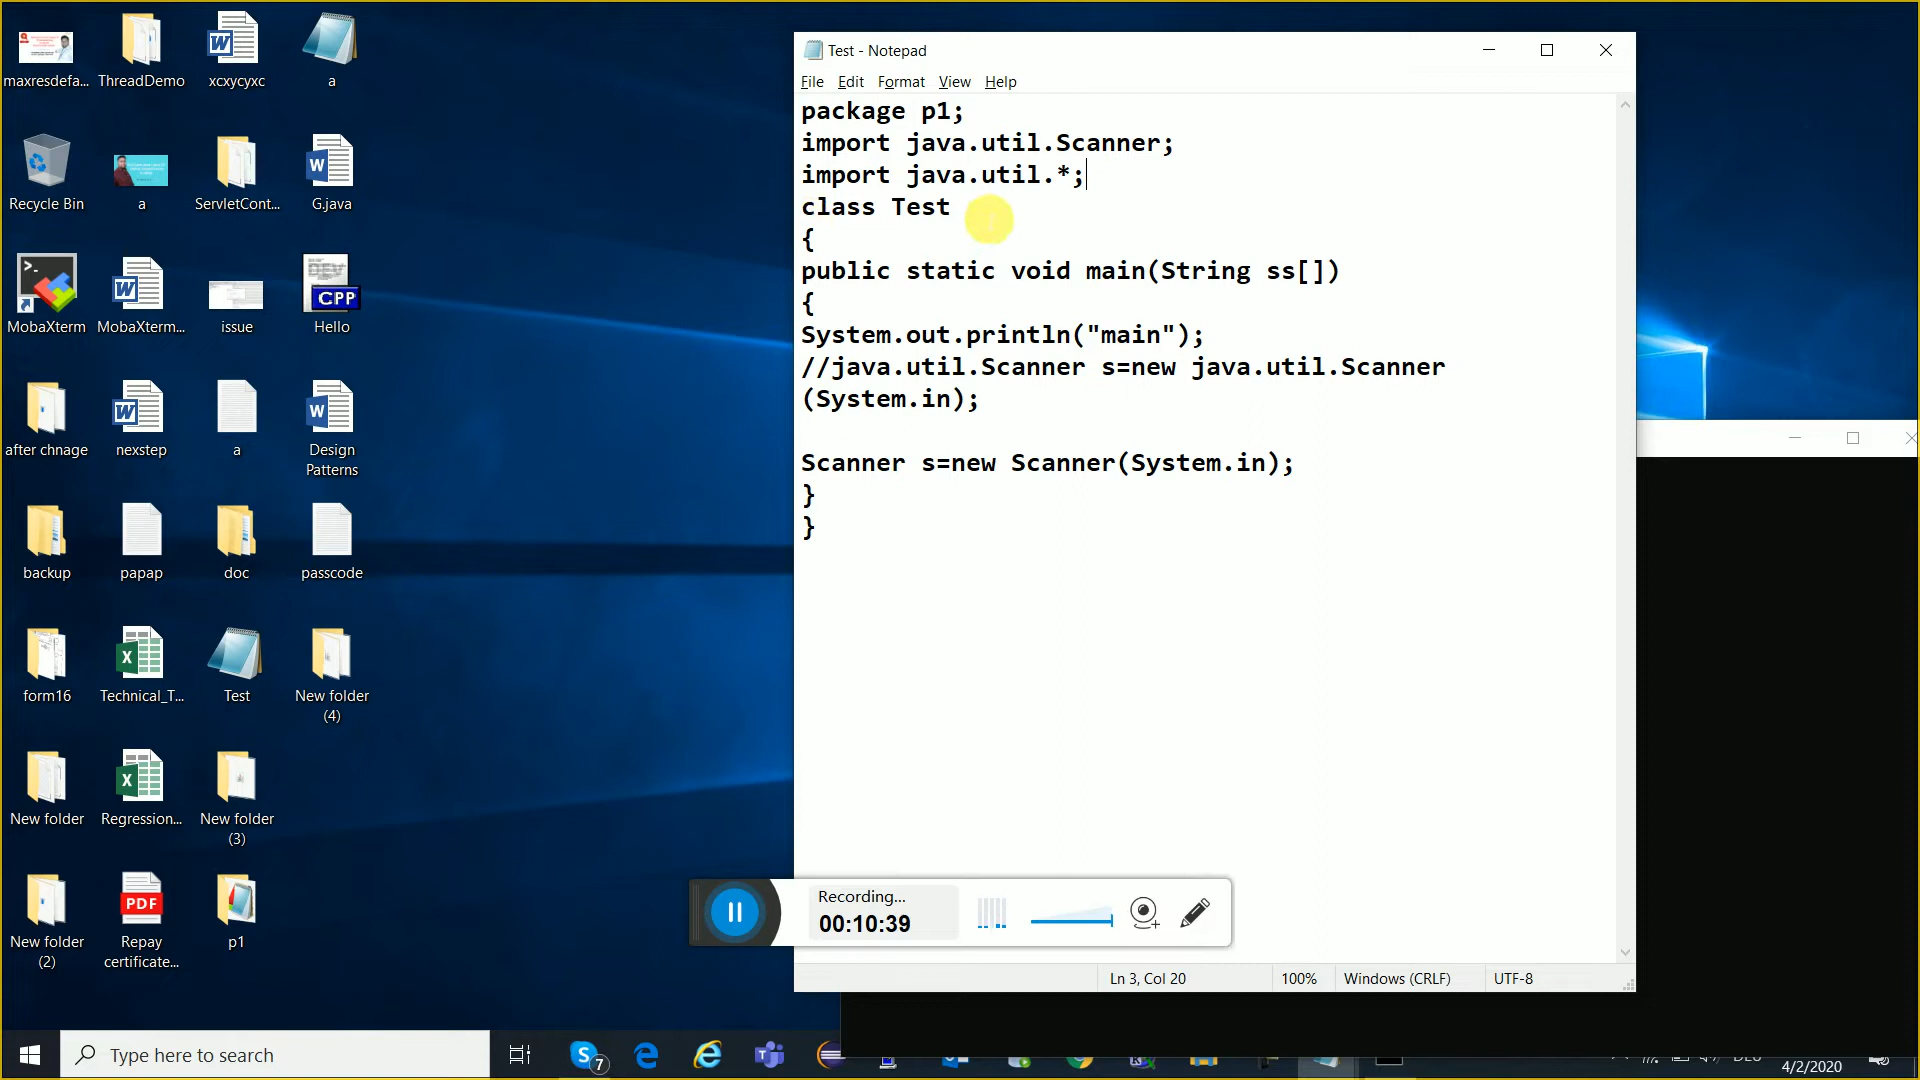 maxresdefa...
ThreadDemo
xcxycyxc
a
Recycle Bin
a
ServletCont...
G.java
MobaXterm
MobaXterm...
issue
CPP
Hello
after chnage
nexstep
a
Design
Patterns
backup
papap
doc
passcode
form16
Technical_T...
Test
New folder
(4)
New folder
Regression...
New folder
(3)
New folder
(2)
PDF
Repay
certificate...
p1
Test - Notepad
File Edit Format View Help
package p1;
import java.util.Scanner;
import java.util.*;
class Test
{
public static void main(String ss[])
{
System.out.println("main");
//java.util.Scanner s=new java.util.Scanner
(System.in);
Scanner s=new Scanner(System.in);
}
}
Recording...
00:10:39
Ln 3, Col 20
100%
Windows (CRLF)
UTF-8
Type here to search
7
4/2/2020